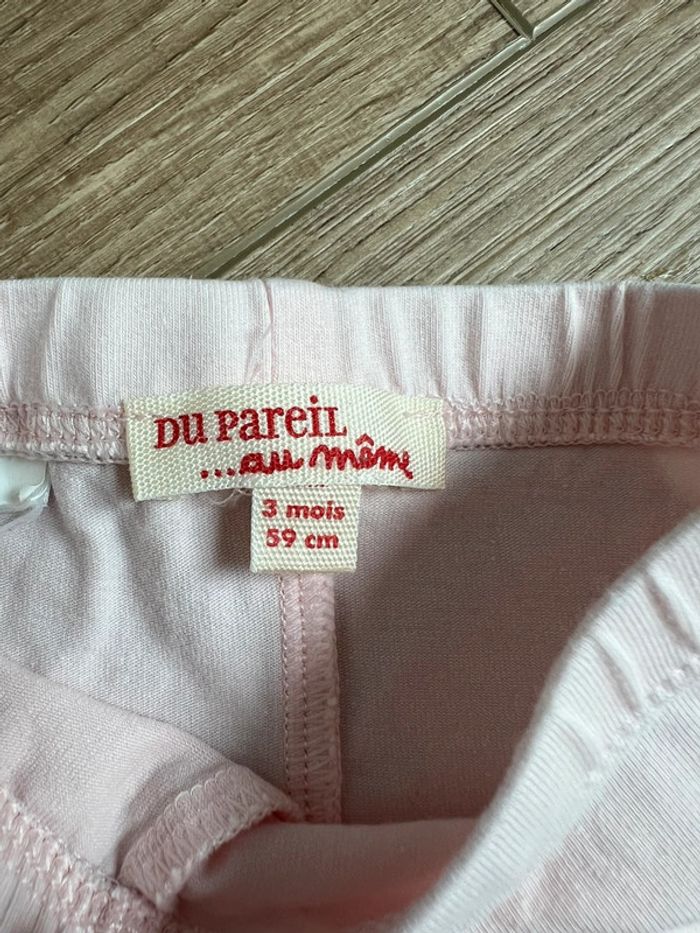 DU PAREIL
...au même
3 mois
59 cm